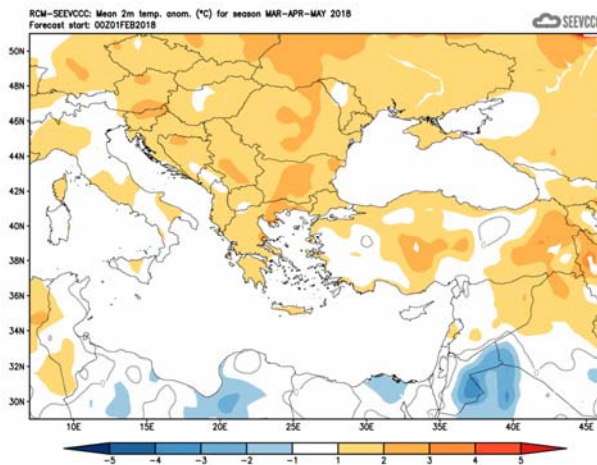 RCM-SEEVCCC: Mean 2m temp. anom. (°C) for season MAR-APR-MAY 2018
Forecast start: 00Z01FEB2018
SEEVCCC
50N
48N
46N
44N
42N
40N
38N
36N
34N
32N
30N
10E 15E 20E 25E 30E 35E 40E 45E
-5 -4 -3 -2 -1 1 2 3 4 5